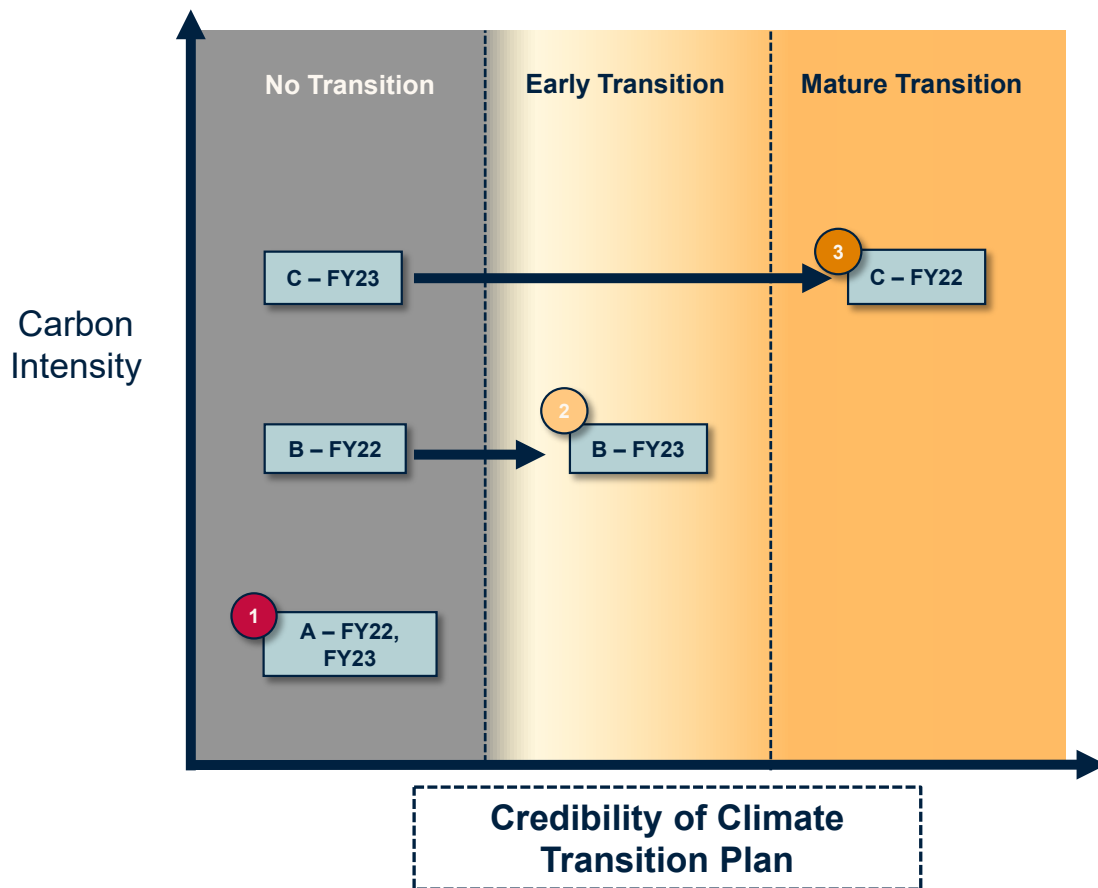 No Transition
Early Transition
Mature Transition
3
C – FY23
C – FY22
Carbon
Intensity
2
B – FY22
B – FY23
1
A – FY22,
FY23
Credibility of Climate
Transition Plan